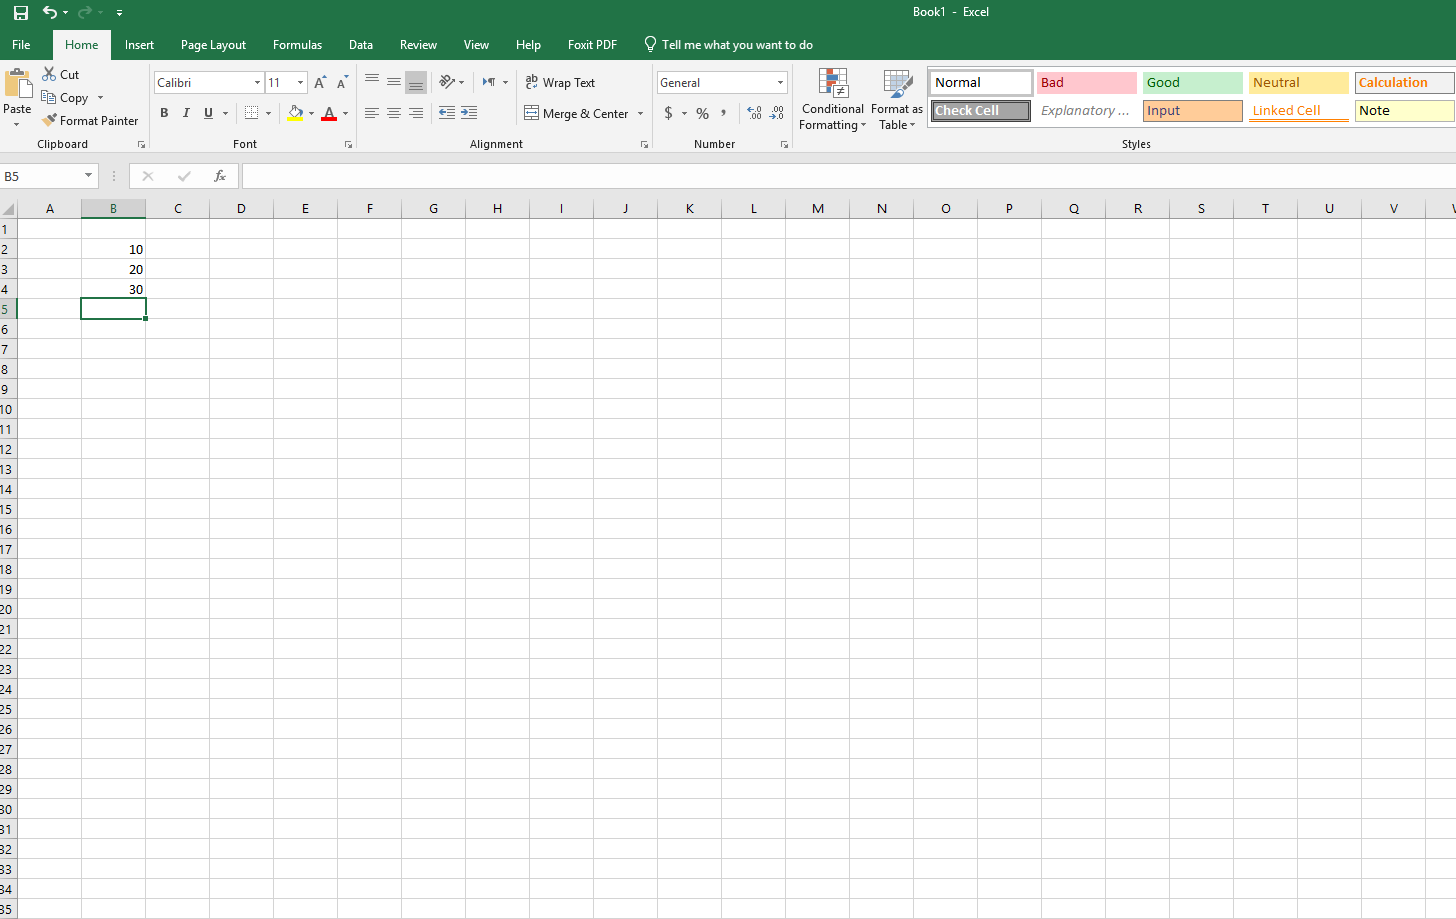 Book1 - Excel
File Home Insert Page Layout Formulas Data Review View Help Foxit PDF Tell me what you want to do
Paste
Cut
Copy
Format Painter
Clipboard
Calibri 11
B I U
Font
ab Wrap Text
Merge & Center
Alignment
General
$ % ,
Number
Conditional Formatting
Format as Table
Normal Bad Good Neutral Calculation
Check Cell Explanatory ... Input Linked Cell Note
Styles
B5 fx
A B C D E F G H I J K L M N O P Q R S T U V
1
2 10
3 20
4 30
5
6
7
8
9
10
11
12
13
14
15
16
17
18
19
20
21
22
23
24
25
26
27
28
29
30
31
32
33
34
35